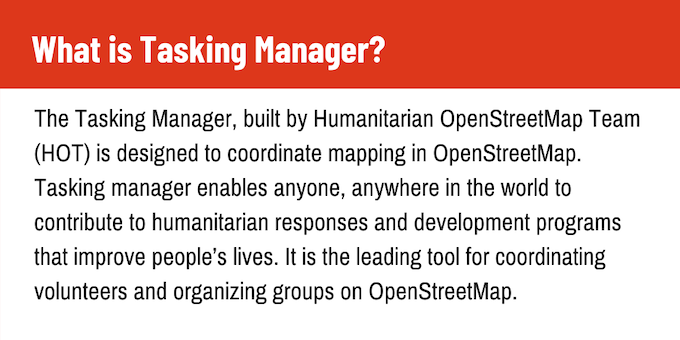 What is Tasking Manager?
The Tasking Manager, built by Humanitarian OpenStreetMap Team
(HOT) is designed to coordinate mapping in OpenStreetMap.
Tasking manager enables anyone, anywhere in the world to
contribute to humanitarian responses and development programs
that improve people’s lives. It is the leading tool for coordinating
volunteers and organizing groups on OpenStreetMap.